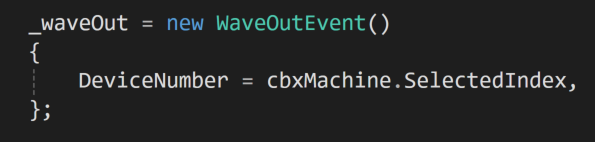 _waveOut = new WaveOutEvent()
{
    DeviceNumber = cbxMachine.SelectedIndex,
};